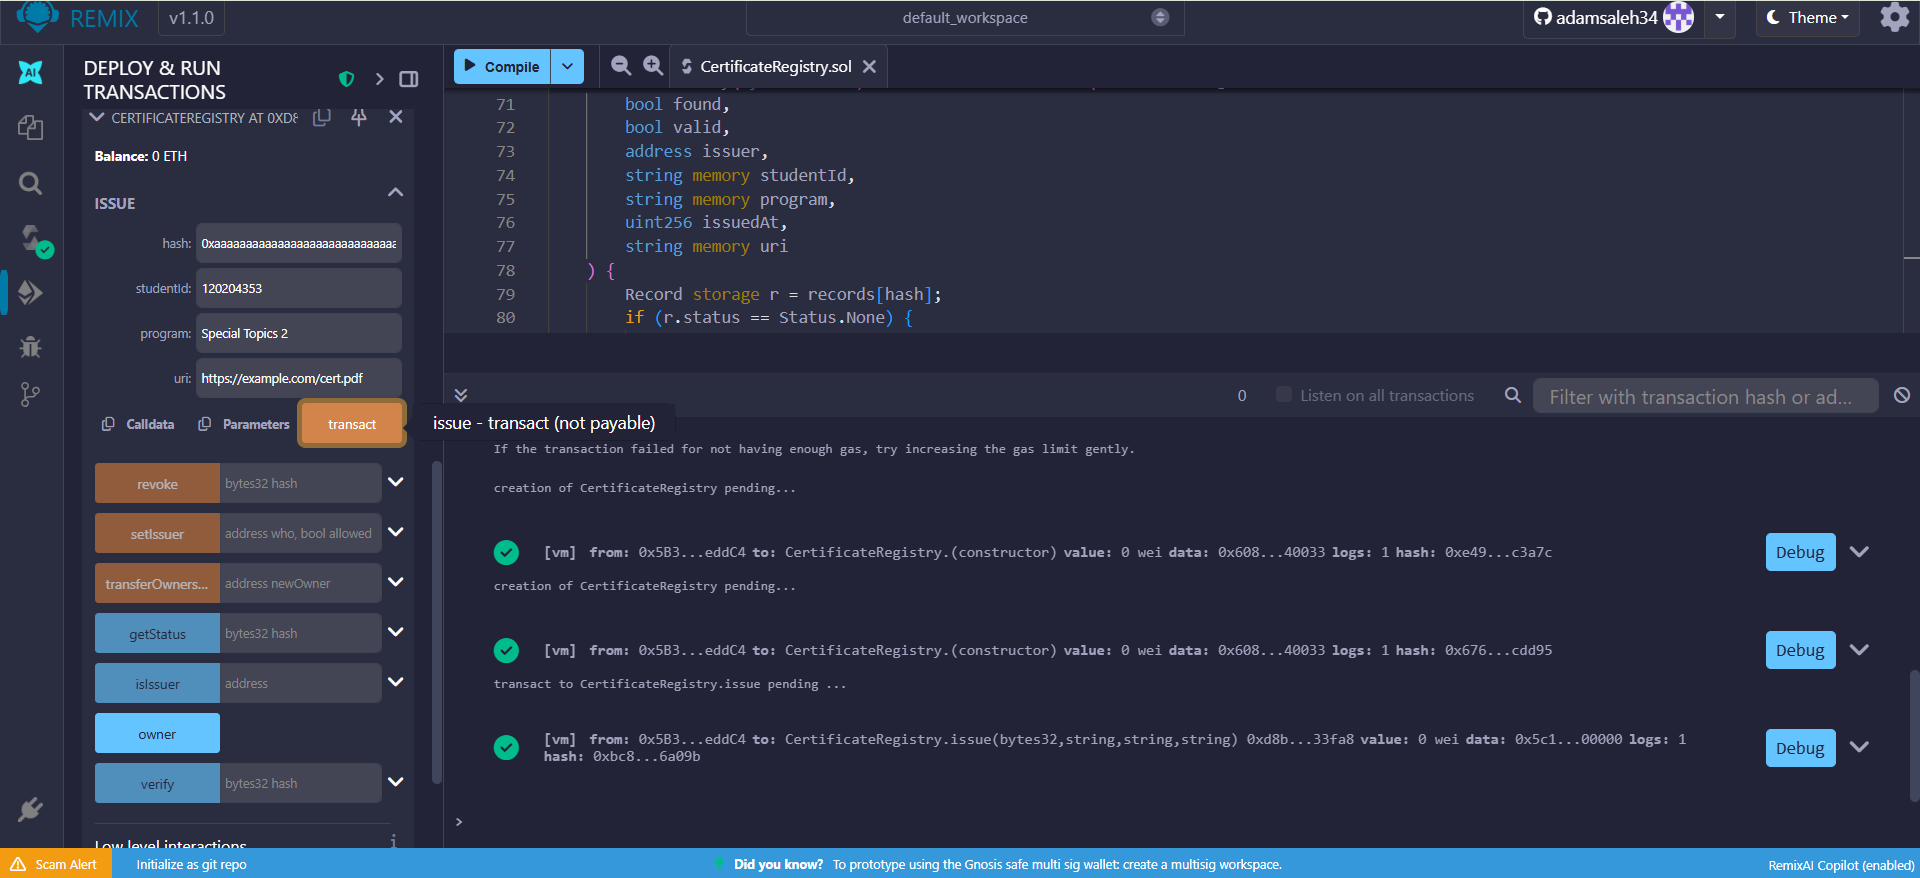 REMIX
v1.1.0
default_workspace
adamsaleh34
Theme
AI
DEPLOY & RUN
TRANSACTIONS
Compile
CertificateRegistry.sol
CERTIFICATEREGISTRY AT 0XD8
Balance: 0 ETH
ISSUE
hash: 0xaaaaaaaaaaaaaaaaaaaaaaaaaaaaa
studentId: 120204353
program: Special Topics 2
uri: https://example.com/cert.pdf
Calldata
Parameters
transact
issue - transact (not payable)
revoke bytes32 hash
setIssuer address who, bool allowed
transferOwners... address newOwner
getStatus bytes32 hash
isIssuer address
owner
verify bytes32 hash
Low level interactions
i
71 bool found,
72 bool valid,
73 address issuer,
74 string memory studentId,
75 string memory program,
76 uint256 issuedAt,
77 string memory uri
78 ) {
79 Record storage r = records[hash];
80 if (r.status == Status.None) {
0
Listen on all transactions
Filter with transaction hash or ad...
If the transaction failed for not having enough gas, try increasing the gas limit gently.
creation of CertificateRegistry pending...
[vm] from: 0x5B3...eddC4 to: CertificateRegistry.(constructor) value: 0 wei data: 0x608...40033 logs: 1 hash: 0xe49...c3a7c
Debug
creation of CertificateRegistry pending...
[vm] from: 0x5B3...eddC4 to: CertificateRegistry.(constructor) value: 0 wei data: 0x608...40033 logs: 1 hash: 0x676...cdd95
Debug
transact to CertificateRegistry.issue pending ...
[vm] from: 0x5B3...eddC4 to: CertificateRegistry.issue(bytes32,string,string,string) 0xd8b...33fa8 value: 0 wei data: 0x5c1...00000 logs: 1
hash: 0xbc8...6a09b
Debug
>
Scam Alert
Initialize as git repo
Did you know? To prototype using the Gnosis safe multi sig wallet: create a multisig workspace.
RemixAI Copilot (enabled)